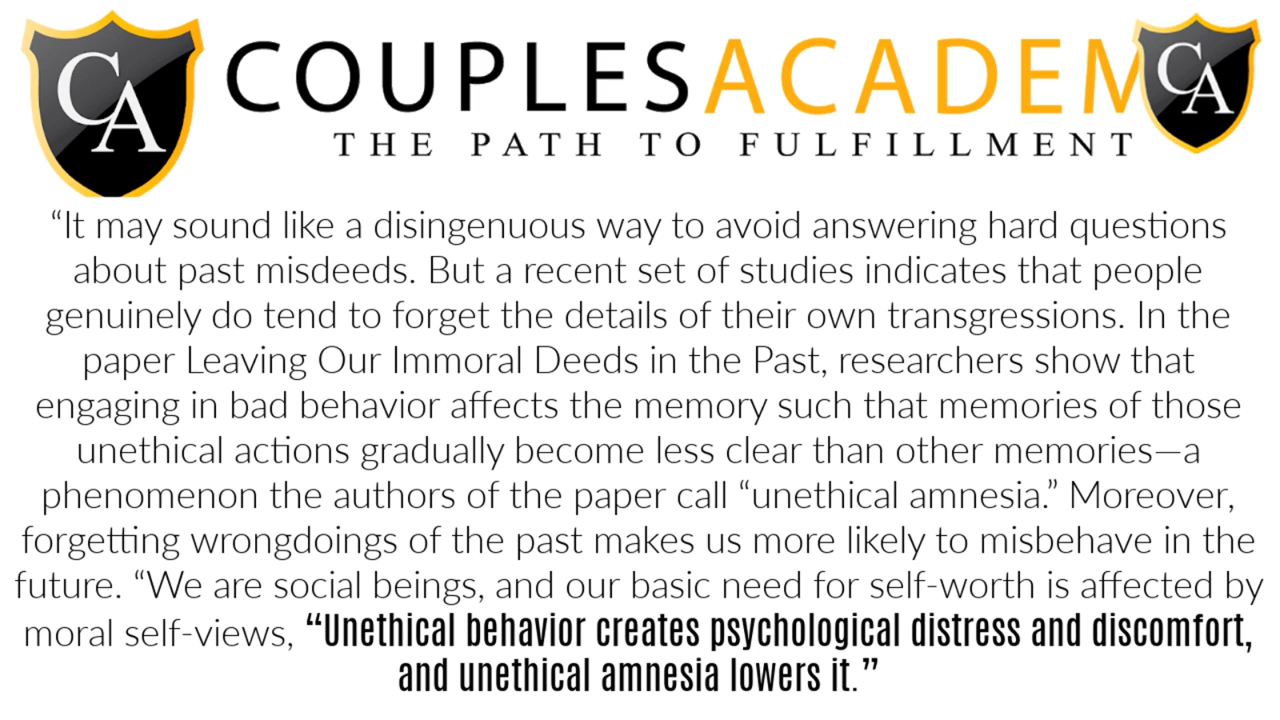 CA
COUPLES ACADEM
CA
THE PATH TO FULFILLMENT
“It may sound like a disingenuous way to avoid answering hard questions
about past misdeeds. But a recent set of studies indicates that people
genuinely do tend to forget the details of their own transgressions. In the
paper Leaving Our Immoral Deeds in the Past, researchers show that
engaging in bad behavior affects the memory such that memories of those
unethical actions gradually become less clear than other memories—a
phenomenon the authors of the paper call “unethical amnesia.” Moreover,
forgetting wrongdoings of the past makes us more likely to misbehave in the
future. “We are social beings, and our basic need for self-worth is affected by
moral self-views, “Unethical behavior creates psychological distress and discomfort,
and unethical amnesia lowers it.”